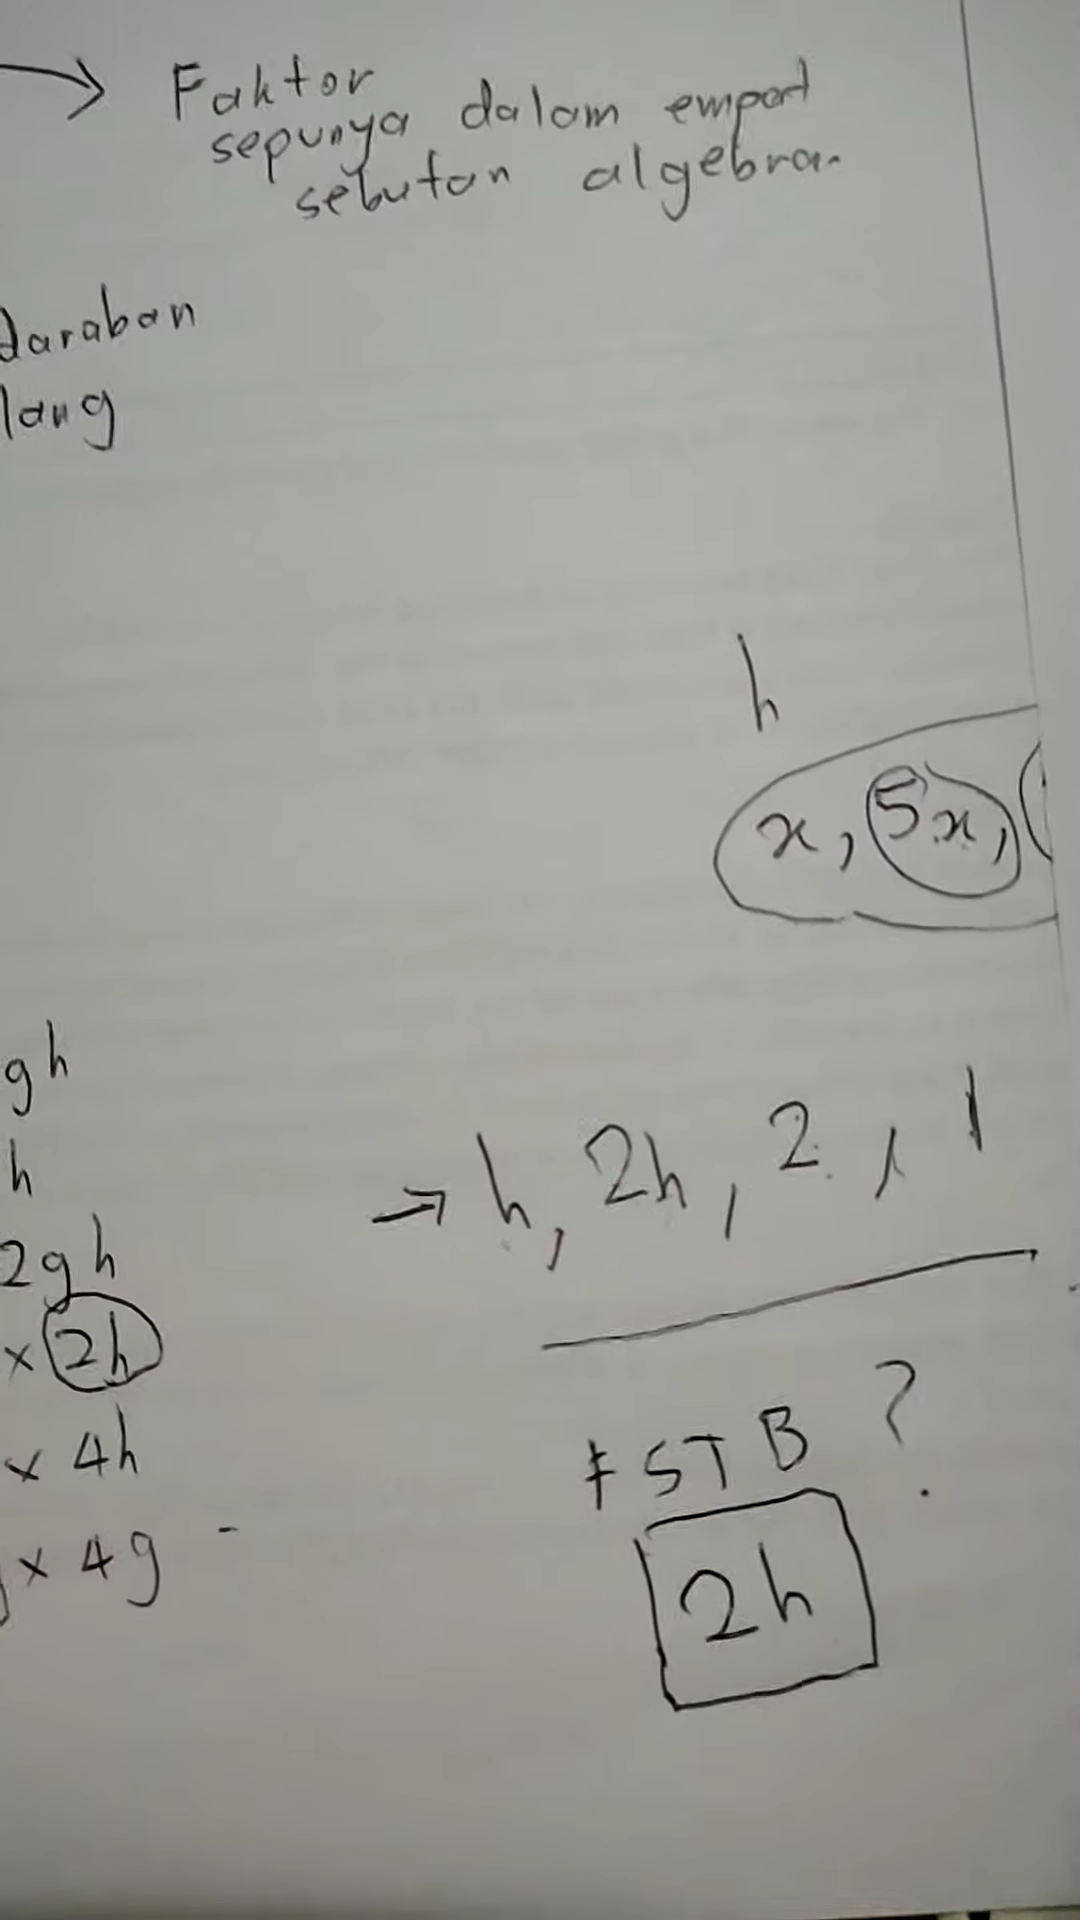 Faktor
sepunya dalam empat
sebutan algebra.
daraban
lang
h
x, 5x,
gh
h
2gh
x 2h
x 4h
x 4g
→ h, 2h, 2, 1
FSTB ?
2h